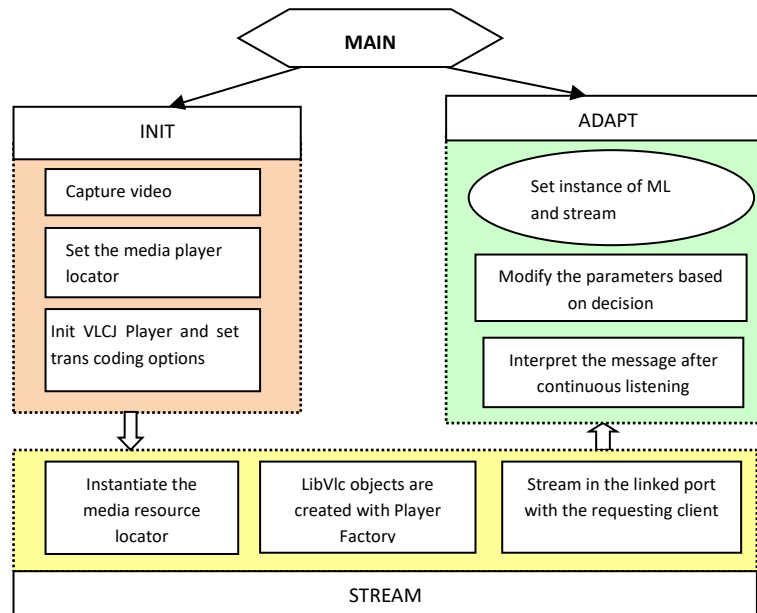 MAIN
INIT
Capture video
Set the media player
locator
Init VLCJ Player and set
trans coding options
ADAPT
Set instance of ML
and stream
Modify the parameters based
on decision
Interpret the message after
continuous listening
Instantiate the
media resource
locator
LibVlc objects are
created with Player
Factory
Stream in the linked port
with the requesting client
STREAM